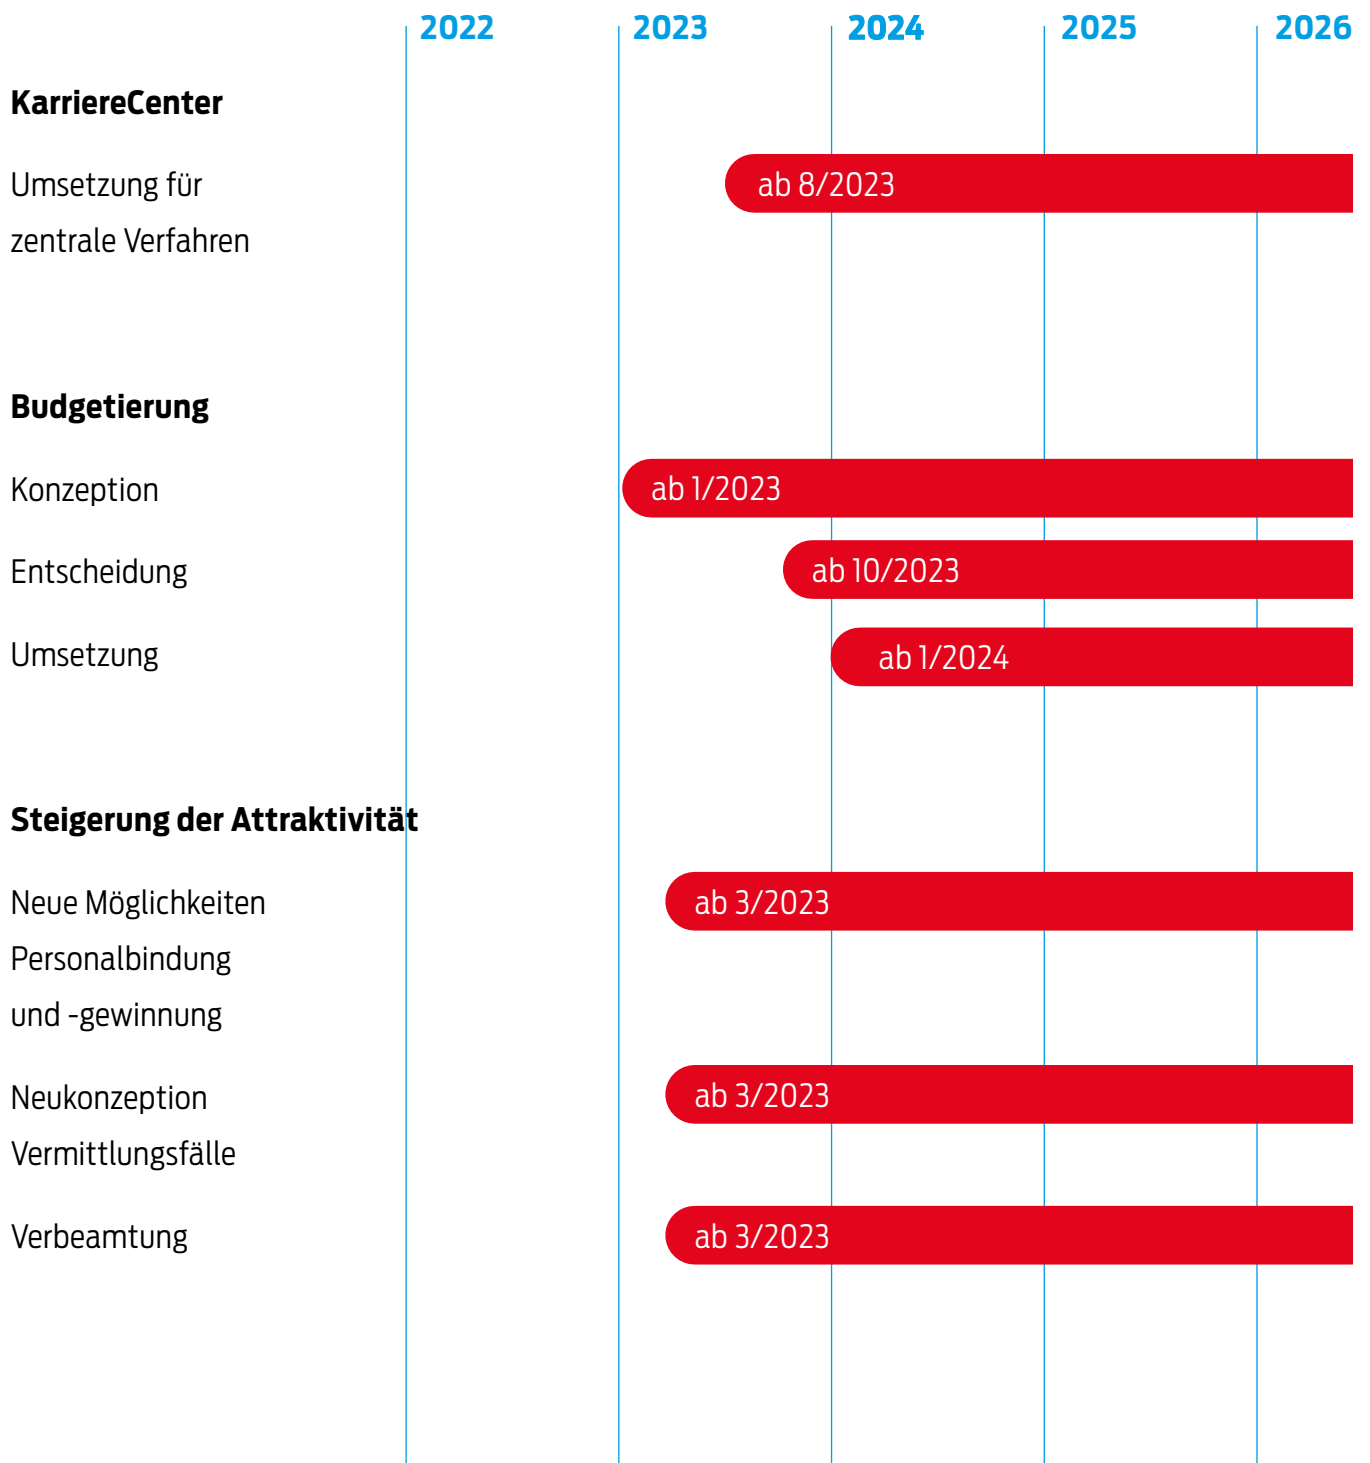 2022 2023 2024 2025 2026
KarriereCenter
Umsetzung für
ab 8/2023
zentrale Verfahren
Budgetierung
Konzeption
ab 1/2023
Entscheidung
ab 10/2023
Umsetzung
ab 1/2024
Steigerung der Attraktivität
Neue Möglichkeiten
ab 3/2023
Personalbindung
und -gewinnung
Neukonzeption
ab 3/2023
Vermittlungsfälle
Verbeamtung
ab 3/2023